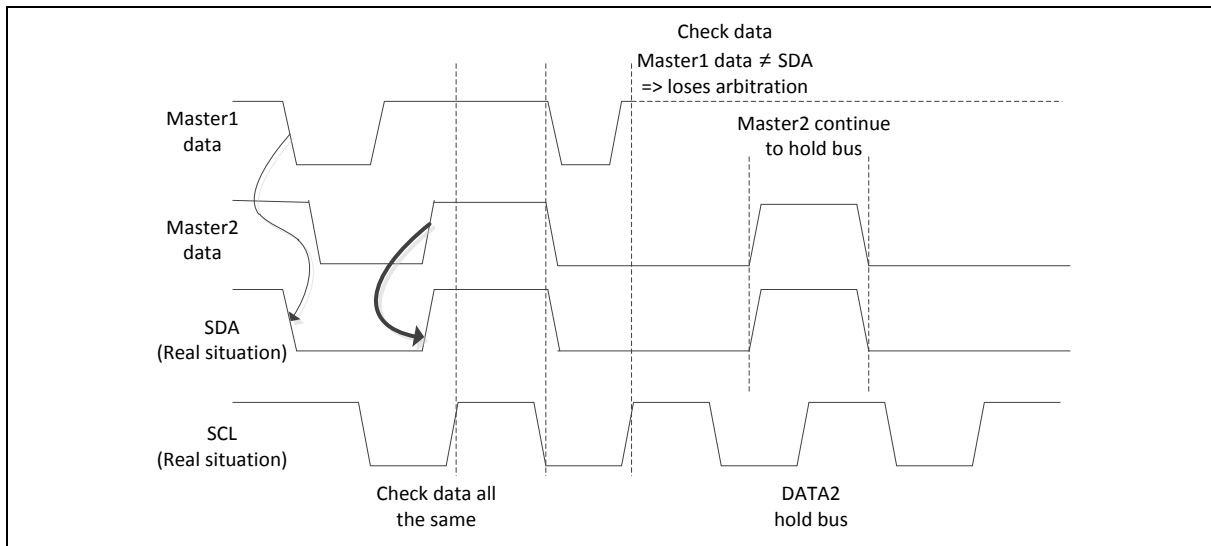 Check data
Master1 data ≠ SDA
=> loses arbitration
Master1
data
Master2 continue
to hold bus
Master2
data
SDA
(Real situation)
SCL
(Real situation)
Check data all
the same
DATA2
hold bus